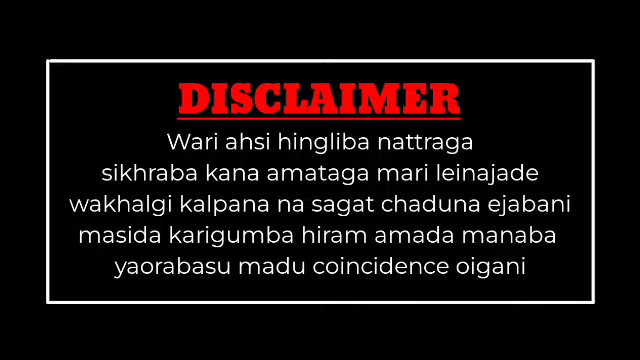 DISCLAIMER
Wari ahsi hingliba nattraga
sikhraba kana amataga mari leinajade
wakhalgi kalpana na sagat chaduna ejabani
masida karigumba hiram amada manaba
yaorabasu madu coincidence oigani